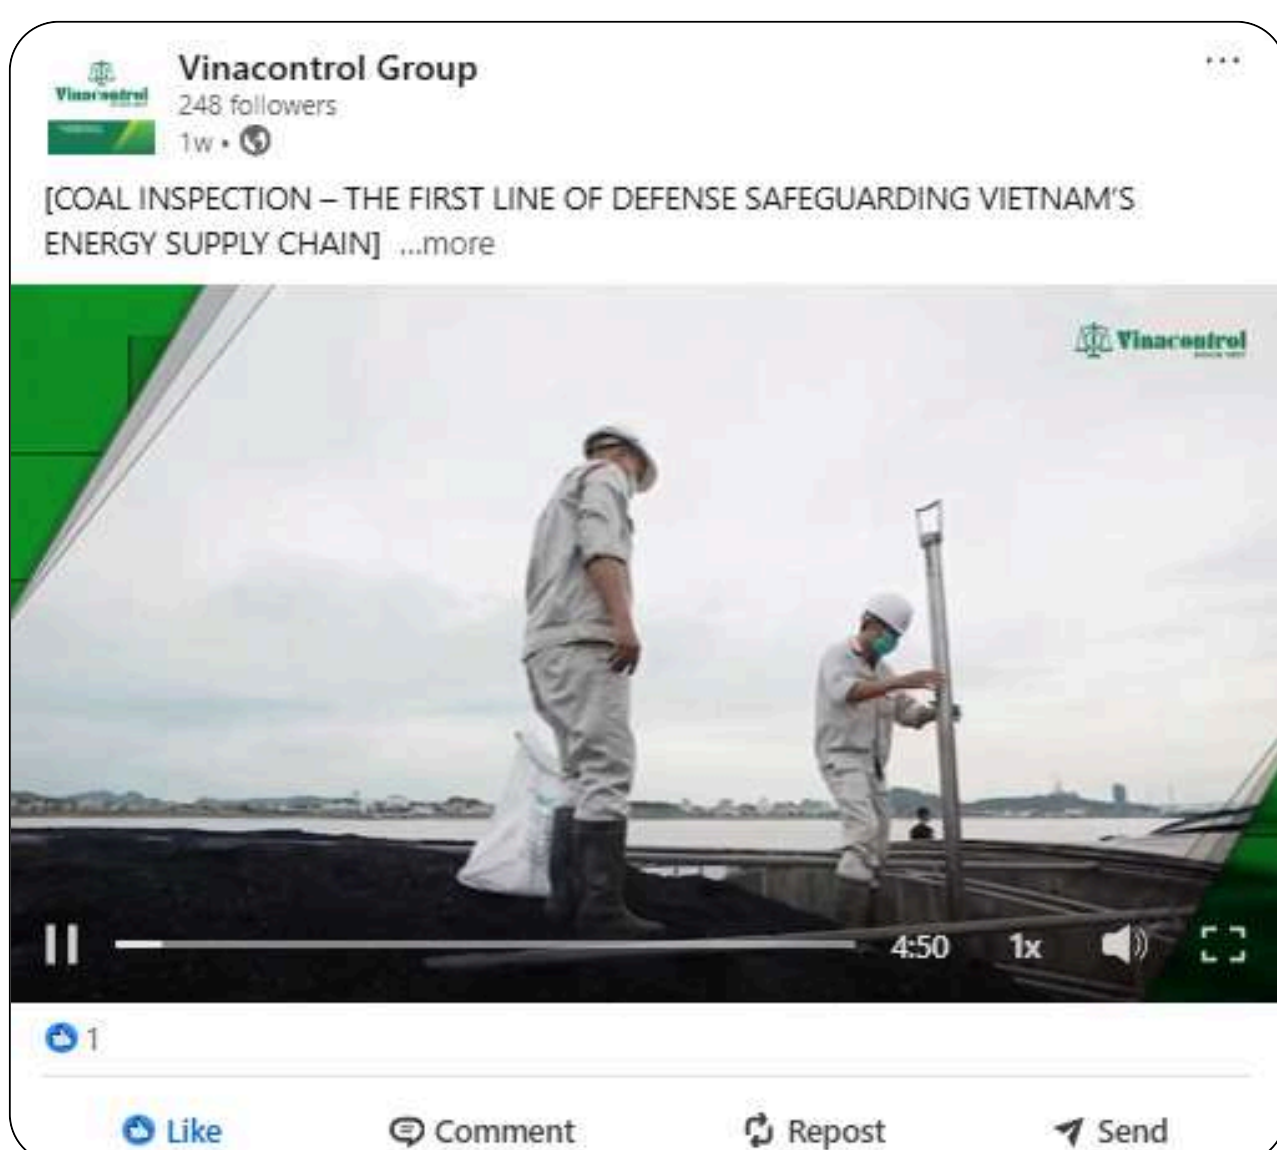 Vinacontrol
Vinacontrol Group
248 followers
1w •
[COAL INSPECTION – THE FIRST LINE OF DEFENSE SAFEGUARDING VIETNAM'S
ENERGY SUPPLY CHAIN] ...more
Vinacontrol
4:50 1x
1
Like Comment Repost Send